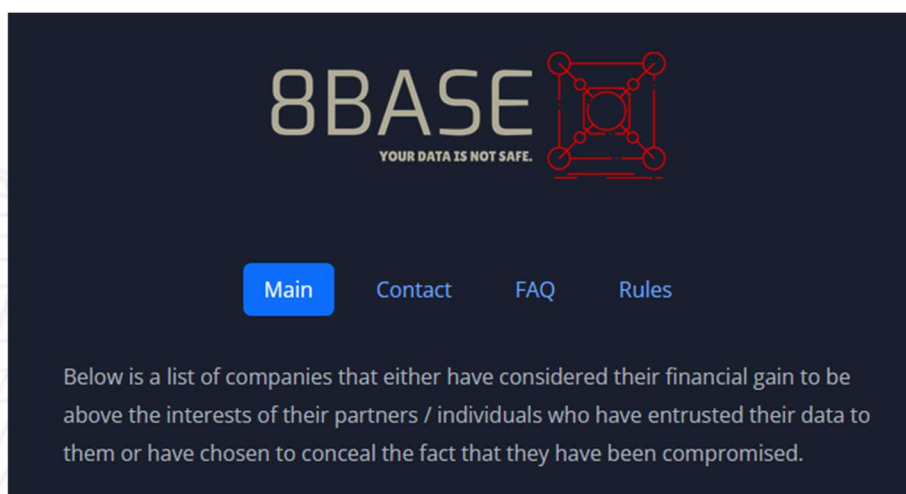 8BASE
YOUR DATA IS NOT SAFE.
Main Contact FAQ Rules
Below is a list of companies that either have considered their financial gain to be
above the interests of their partners / individuals who have entrusted their data to
them or have chosen to conceal the fact that they have been compromised.